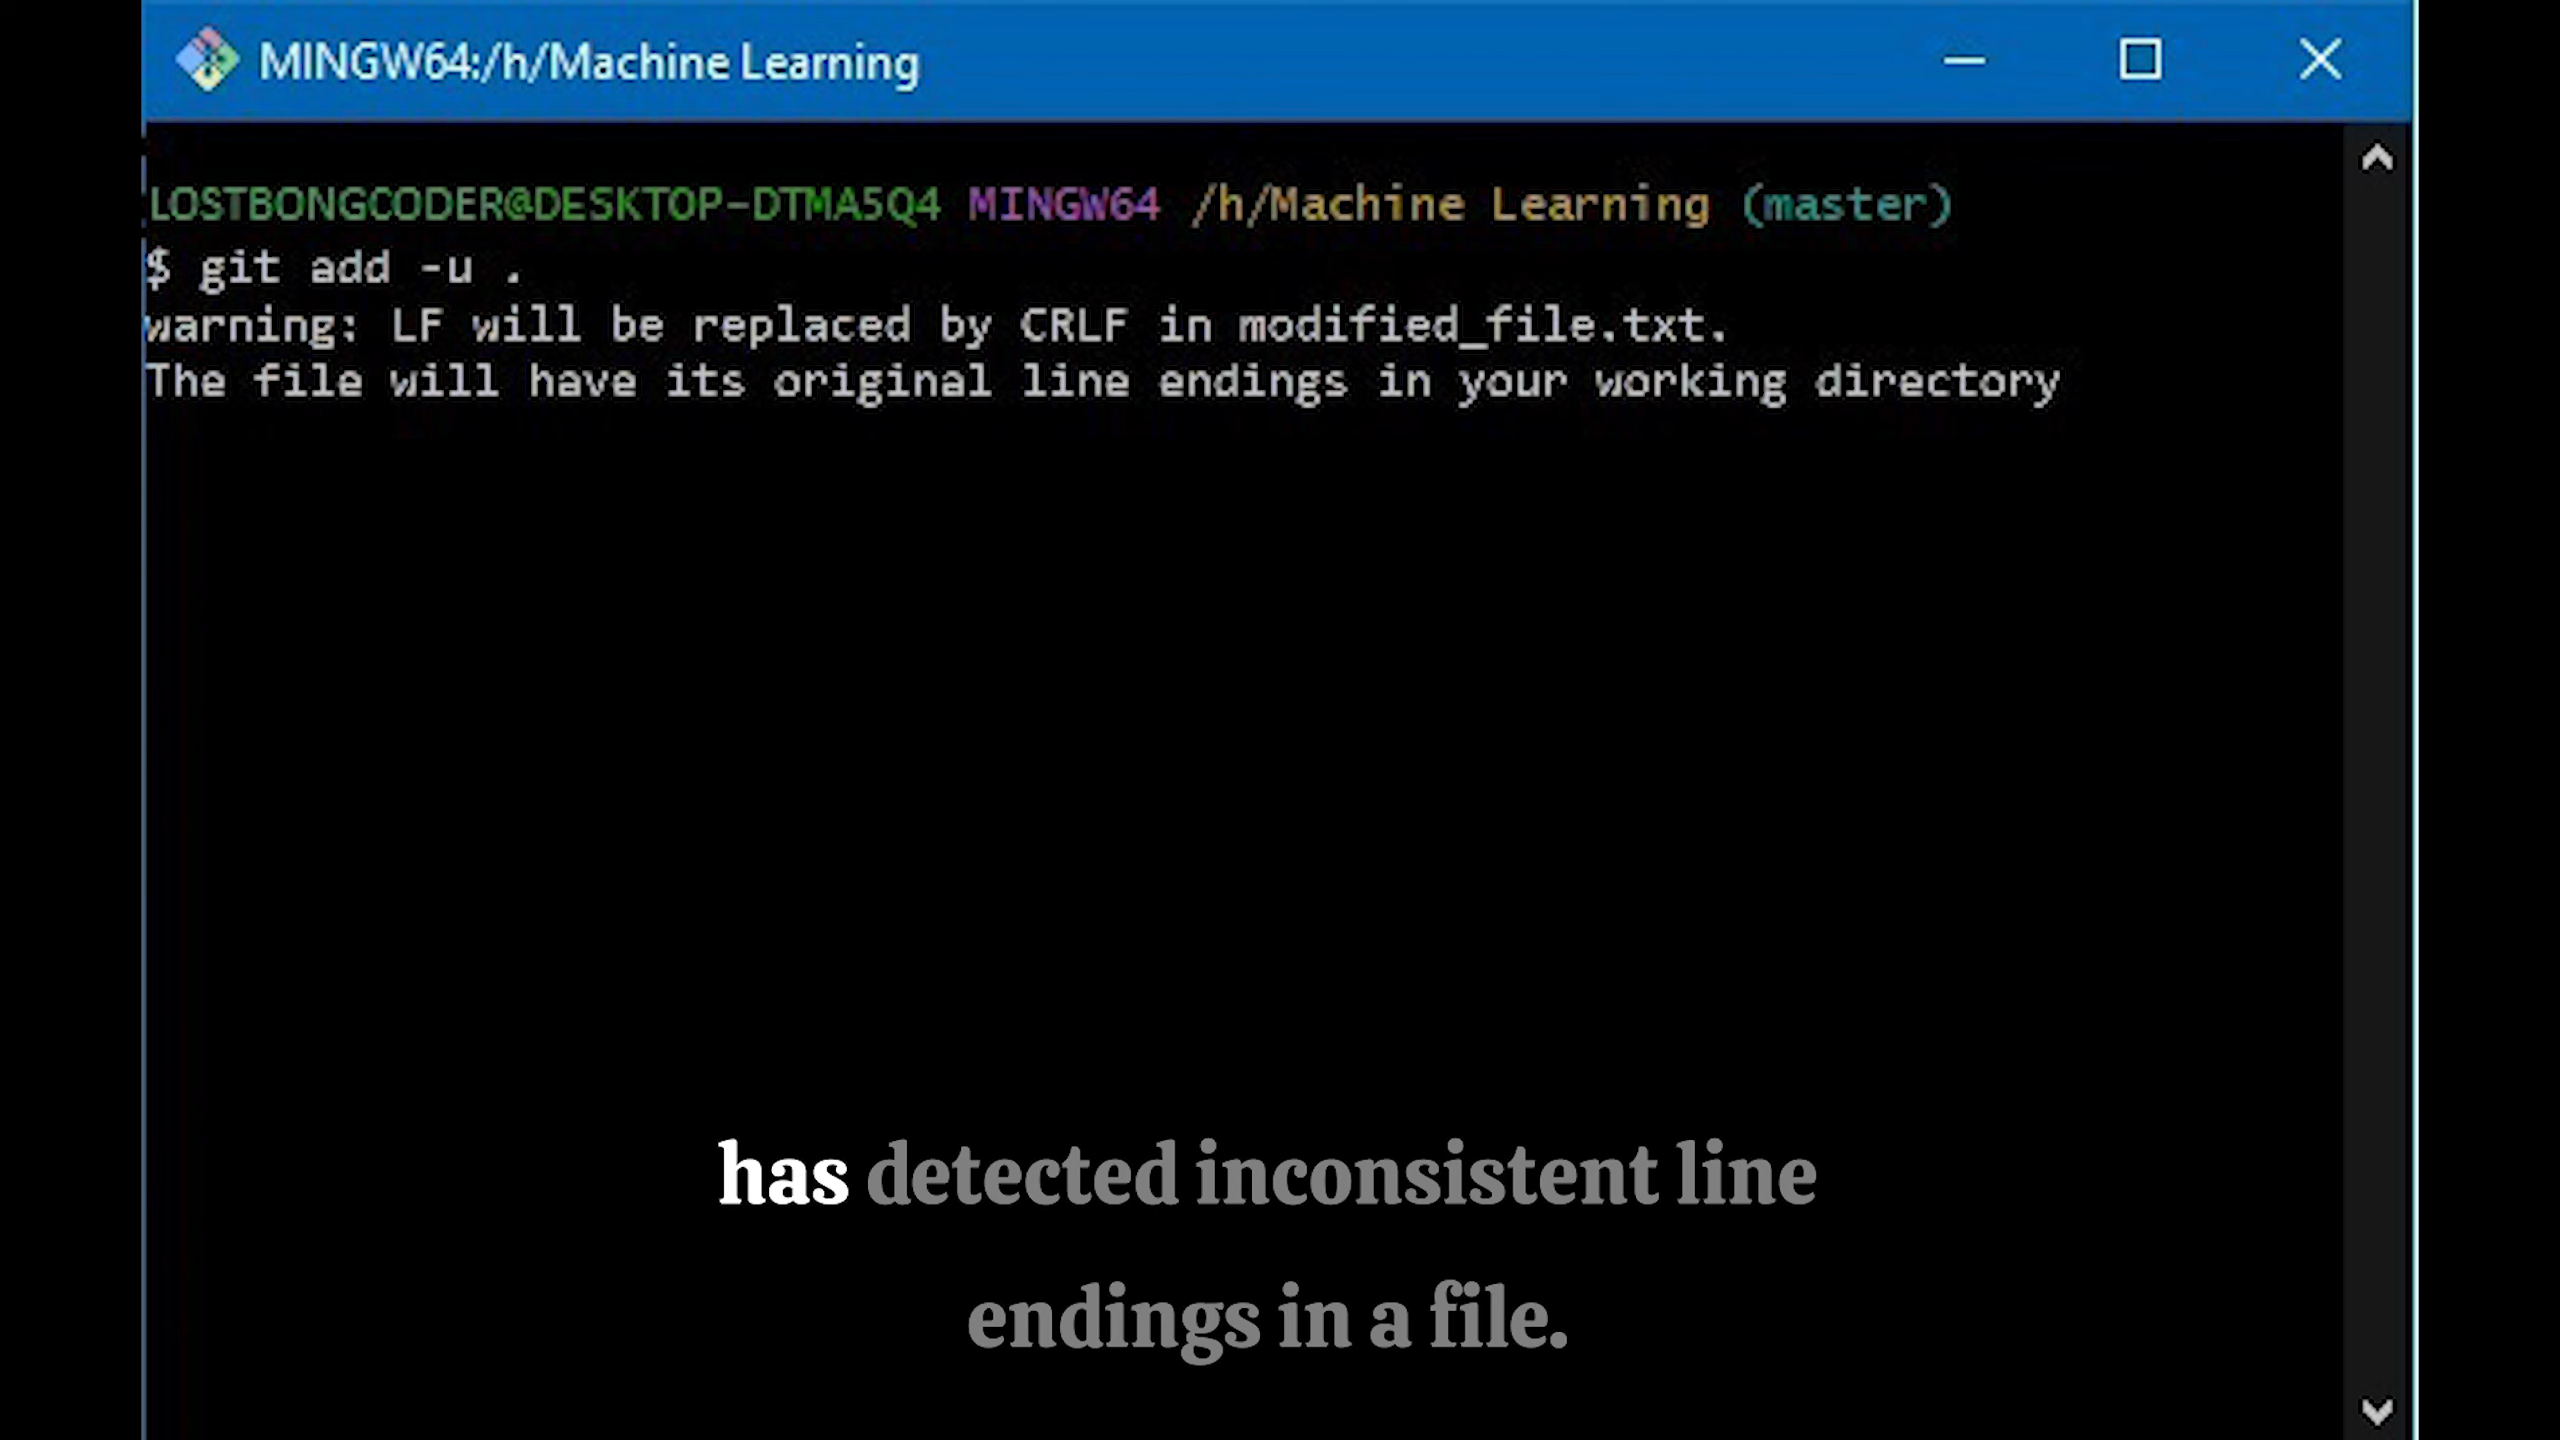 MINGW64:/h/Machine Learning
LOSTBONGCODER@DESKTOP-DTMA5Q4 MINGW64 /h/Machine Learning (master)
$ git add -u .
warning: LF will be replaced by CRLF in modified_file.txt.
The file will have its original line endings in your working directory
has detected inconsistent line
endings in a file.